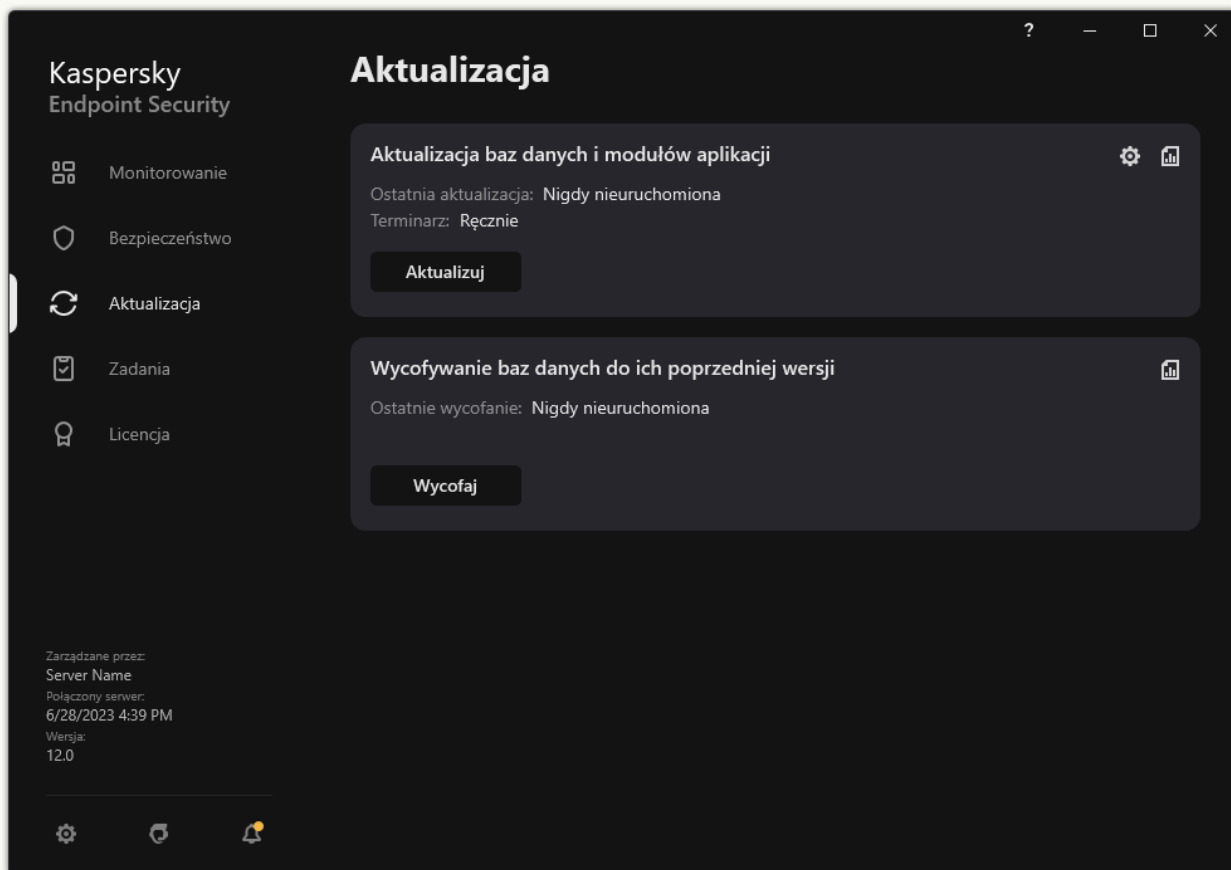 ?
Kaspersky
Endpoint Security
Monitorowanie
Bezpieczeństwo
Aktualizacja
Zadania
Licencja
Zarządzane przez:
Server Name
Połączony serwer:
6/28/2023 4:39 PM
Wersja:
12.0
Aktualizacja
Aktualizacja baz danych i modułów aplikacji
Ostatnia aktualizacja: Nigdy nieuruchomiona
Terminarz: Ręcznie
Aktualizuj
Wycofywanie baz danych do ich poprzedniej wersji
Ostatnie wycofanie: Nigdy nieuruchomiona
Wycofaj